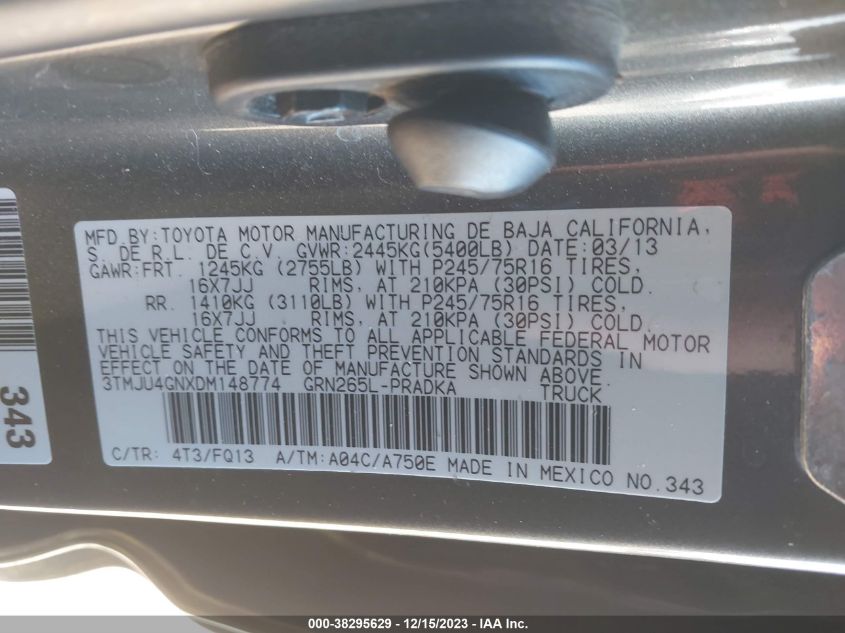 MFD BY:TOYOTA MOTOR MANUFACTURING DE BAJA CALIFORNIA,
S. DE R.L. DE C.V. GVWR:2445KG(5400LB) DATE:03/13
GAWR:FRT. 1245KG (2755LB) WITH P245/75R16 TIRES,
16X7JJ RIMS, AT 210KPA (30PSI) COLD.
RR. 1410KG (3110LB) WITH P245/75R16 TIRES,
16X7JJ RIMS, AT 210KPA (30PSI) COLD.
THIS VEHICLE CONFORMS TO ALL APPLICABLE FEDERAL MOTOR
VEHICLE SAFETY AND THEFT PREVENTION STANDARDS IN
EFFECT ON THE DATE OF MANUFACTURE SHOWN ABOVE.
3TMJU4GNXDM148774 GRN265L-PRADKA TRUCK
C/TR: 4T3/FQ13 A/TM:A04C/A750E MADE IN MEXICO NO.343
343
000-38295629 - 12/15/2023 - IAA Inc.